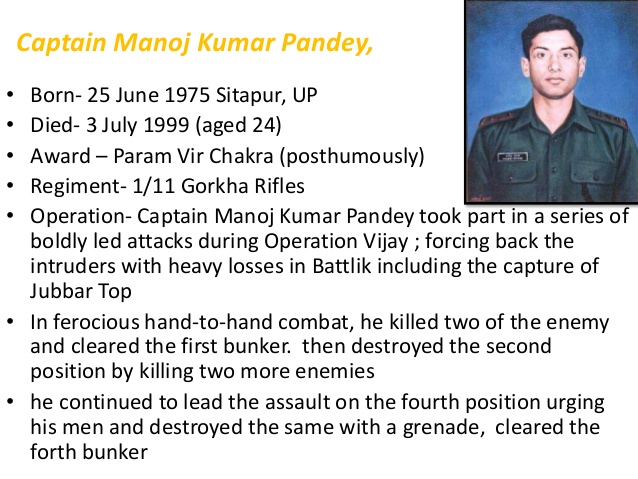 Captain Manoj Kumar Pandey,
• Born- 25 June 1975 Sitapur, UP
• Died- 3 July 1999 (aged 24)
• Award – Param Vir Chakra (posthumously)
• Regiment- 1/11 Gorkha Rifles
• Operation- Captain Manoj Kumar Pandey took part in a series of
boldly led attacks during Operation Vijay ; forcing back the
intruders with heavy losses in Battlik including the capture of
Jubbar Top
• In ferocious hand-to-hand combat, he killed two of the enemy
and cleared the first bunker.  then destroyed the second
position by killing two more enemies
• he continued to lead the assault on the fourth position urging
his men and destroyed the same with a grenade,  cleared the
forth bunker